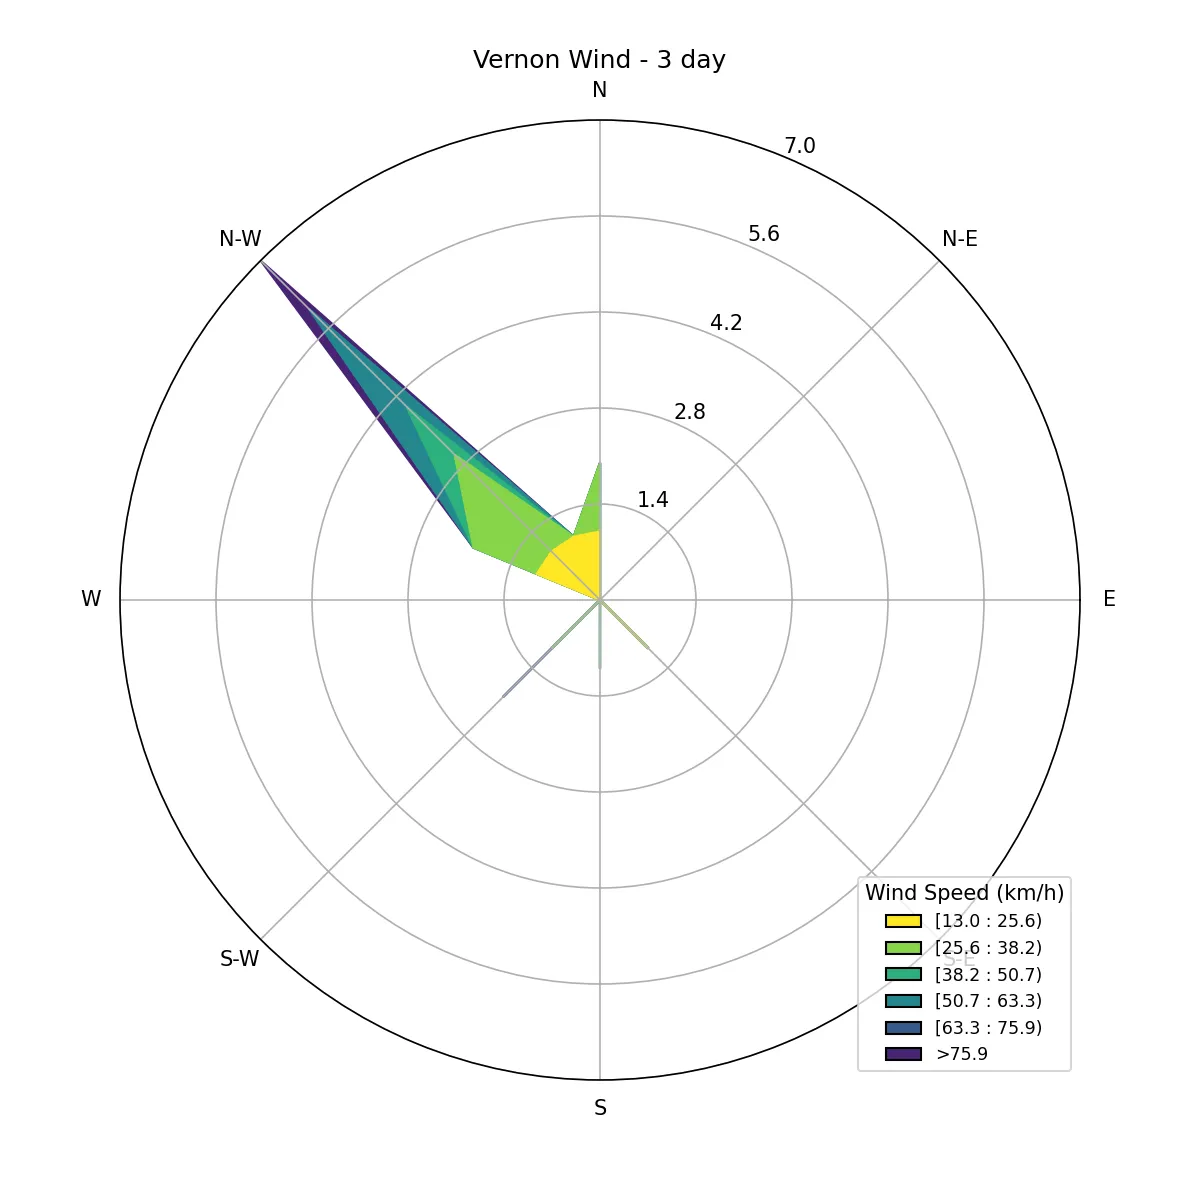 Vernon Wind - 3 day
N
7.0
N-W
5.6
N-E
4.2
2.8
1.4
W
E
Wind Speed (km/h)
[13.0 : 25.6)
[25.6 : 38.2)
S-W
S-E
[38.2 : 50.7)
[50.7 : 63.3)
[63.3 : 75.9)
>75.9
S